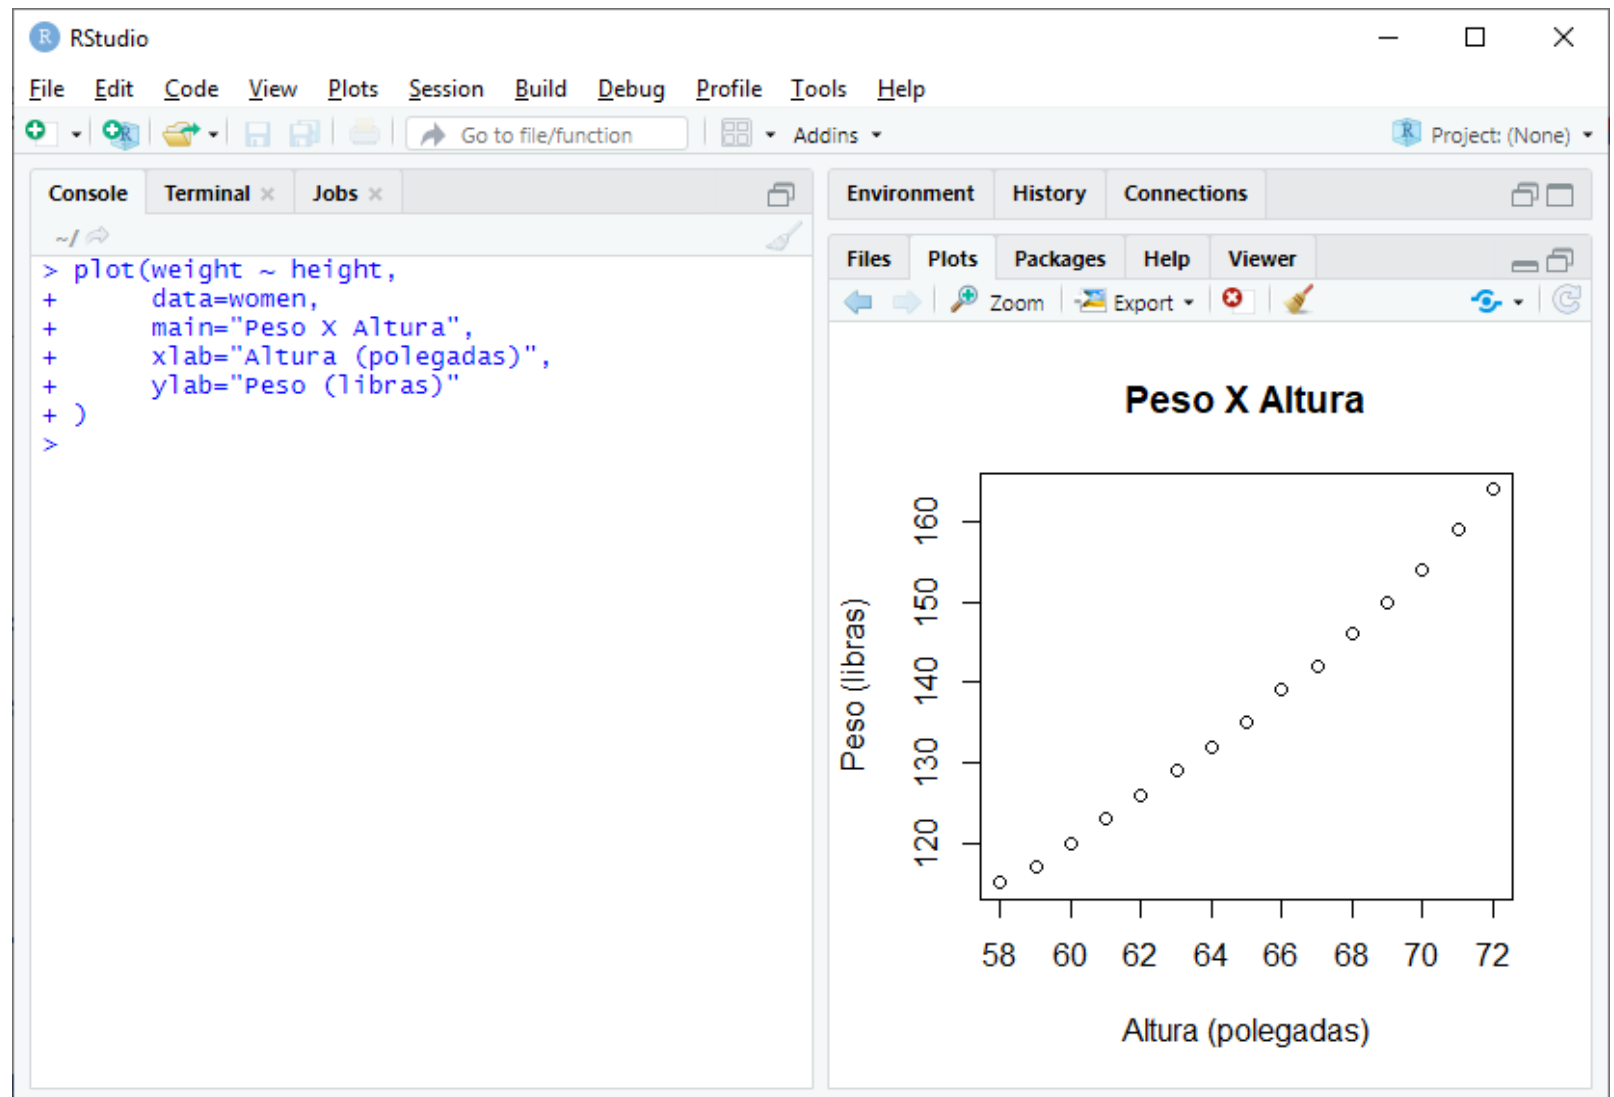 RStudio
File Edit Code View Plots Session Build Debug Profile Tools Help
Go to file/function Addins Project: (None)
Console Terminal Jobs
~/
> plot(weight ~ height,
+ data=women,
+ main="Peso X Altura",
+ xlab="Altura (polegadas)",
+ ylab="Peso (libras)"
+ )
>
Environment History Connections
Files Plots Packages Help Viewer
Zoom Export
Peso X Altura
Peso (libras)
160
150
140
130
120
58 60 62 64 66 68 70 72
Altura (polegadas)